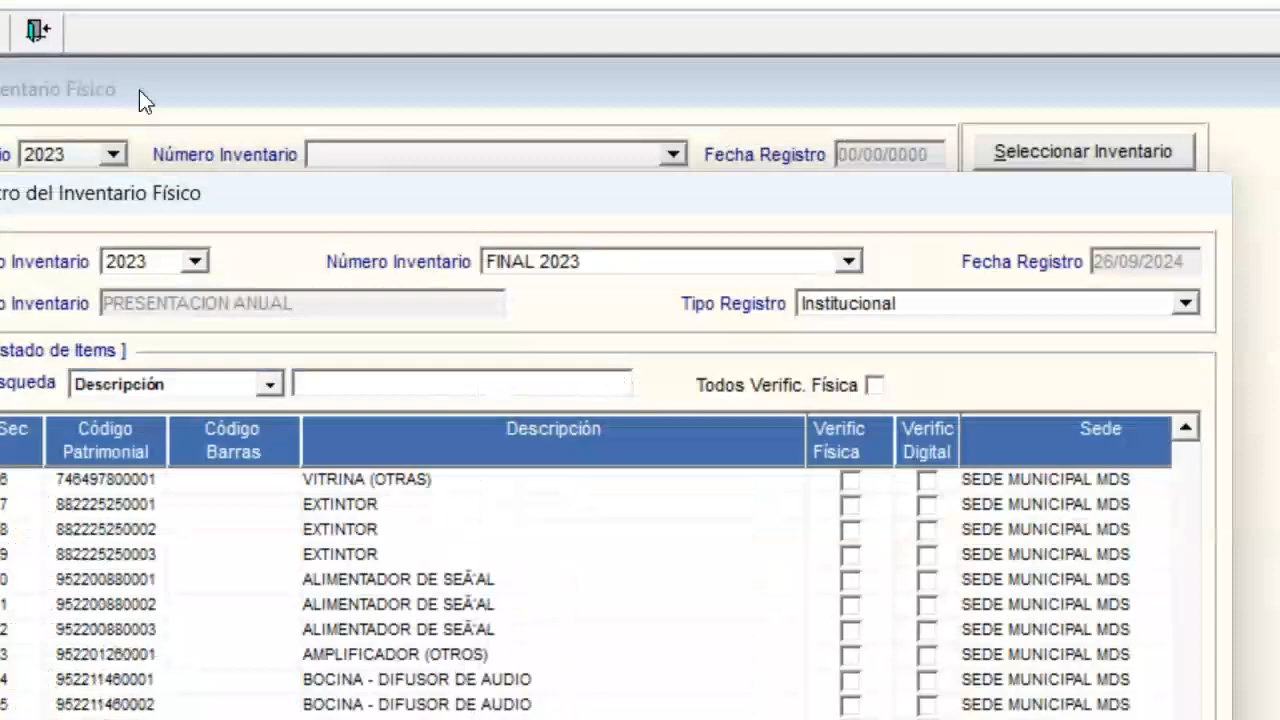 entario Físico
io 2023 Número Inventario Fecha Registro 00/00/0000 Seleccionar Inventario
tro del Inventario Físico
o Inventario 2023 Número Inventario FINAL 2023 Fecha Registro 26/09/2024
o Inventario PRESENTACION ANUAL Tipo Registro Institucional
stado de Items ]
squeda Descripción Todos Verific. Física
Sec Código Patrimonial Código Barras Descripción Verific Física Verific Digital Sede
6 746497800001 VITRINA (OTRAS) SEDE MUNICIPAL MDS
7 882225250001 EXTINTOR SEDE MUNICIPAL MDS
8 882225250002 EXTINTOR SEDE MUNICIPAL MDS
9 882225250003 EXTINTOR SEDE MUNICIPAL MDS
0 952200880001 ALIMENTADOR DE SEÃ'AL SEDE MUNICIPAL MDS
1 952200880002 ALIMENTADOR DE SEÃ'AL SEDE MUNICIPAL MDS
2 952200880003 ALIMENTADOR DE SEÃ'AL SEDE MUNICIPAL MDS
3 952201260001 AMPLIFICADOR (OTROS) SEDE MUNICIPAL MDS
4 952211460001 BOCINA - DIFUSOR DE AUDIO SEDE MUNICIPAL MDS
5 952211460002 BOCINA - DIFUSOR DE AUDIO SEDE MUNICIPAL MDS